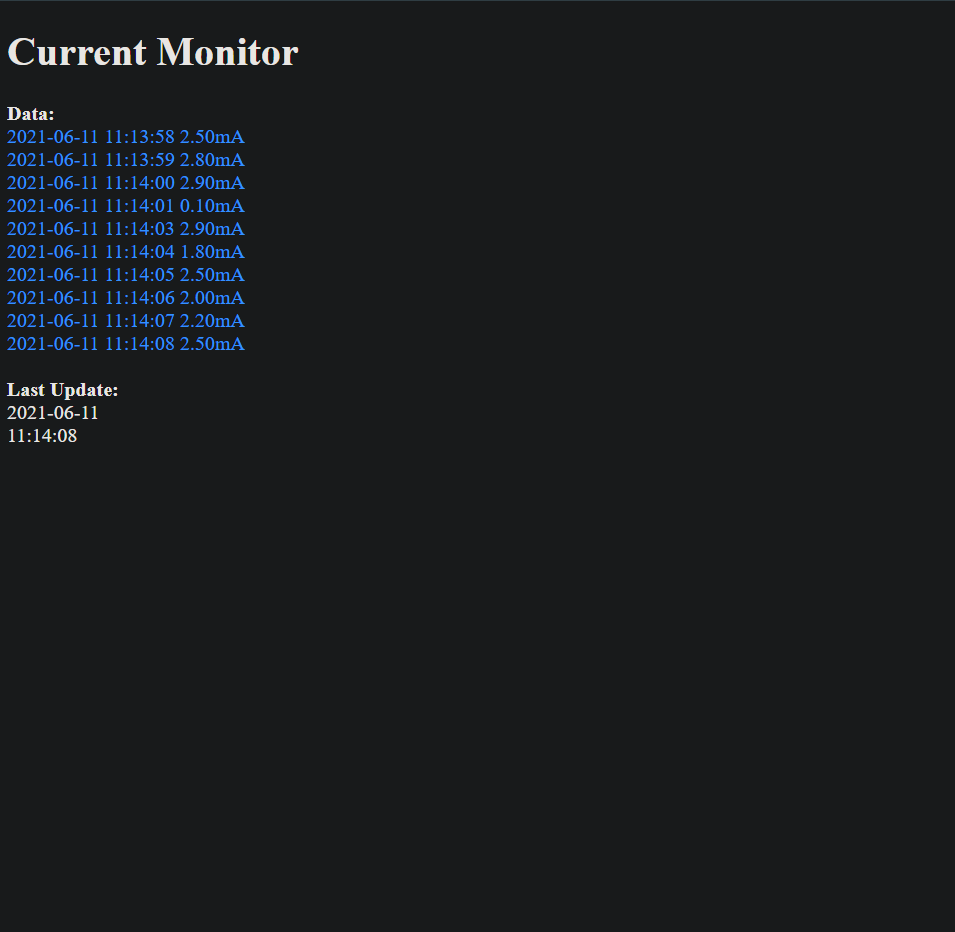 Current Monitor
Data:
2021-06-11 11:13:58 2.50mA
2021-06-11 11:13:59 2.80mA
2021-06-11 11:14:00 2.90mA
2021-06-11 11:14:01 0.10mA
2021-06-11 11:14:03 2.90mA
2021-06-11 11:14:04 1.80mA
2021-06-11 11:14:05 2.50mA
2021-06-11 11:14:06 2.00mA
2021-06-11 11:14:07 2.20mA
2021-06-11 11:14:08 2.50mA
Last Update:
2021-06-11
11:14:08